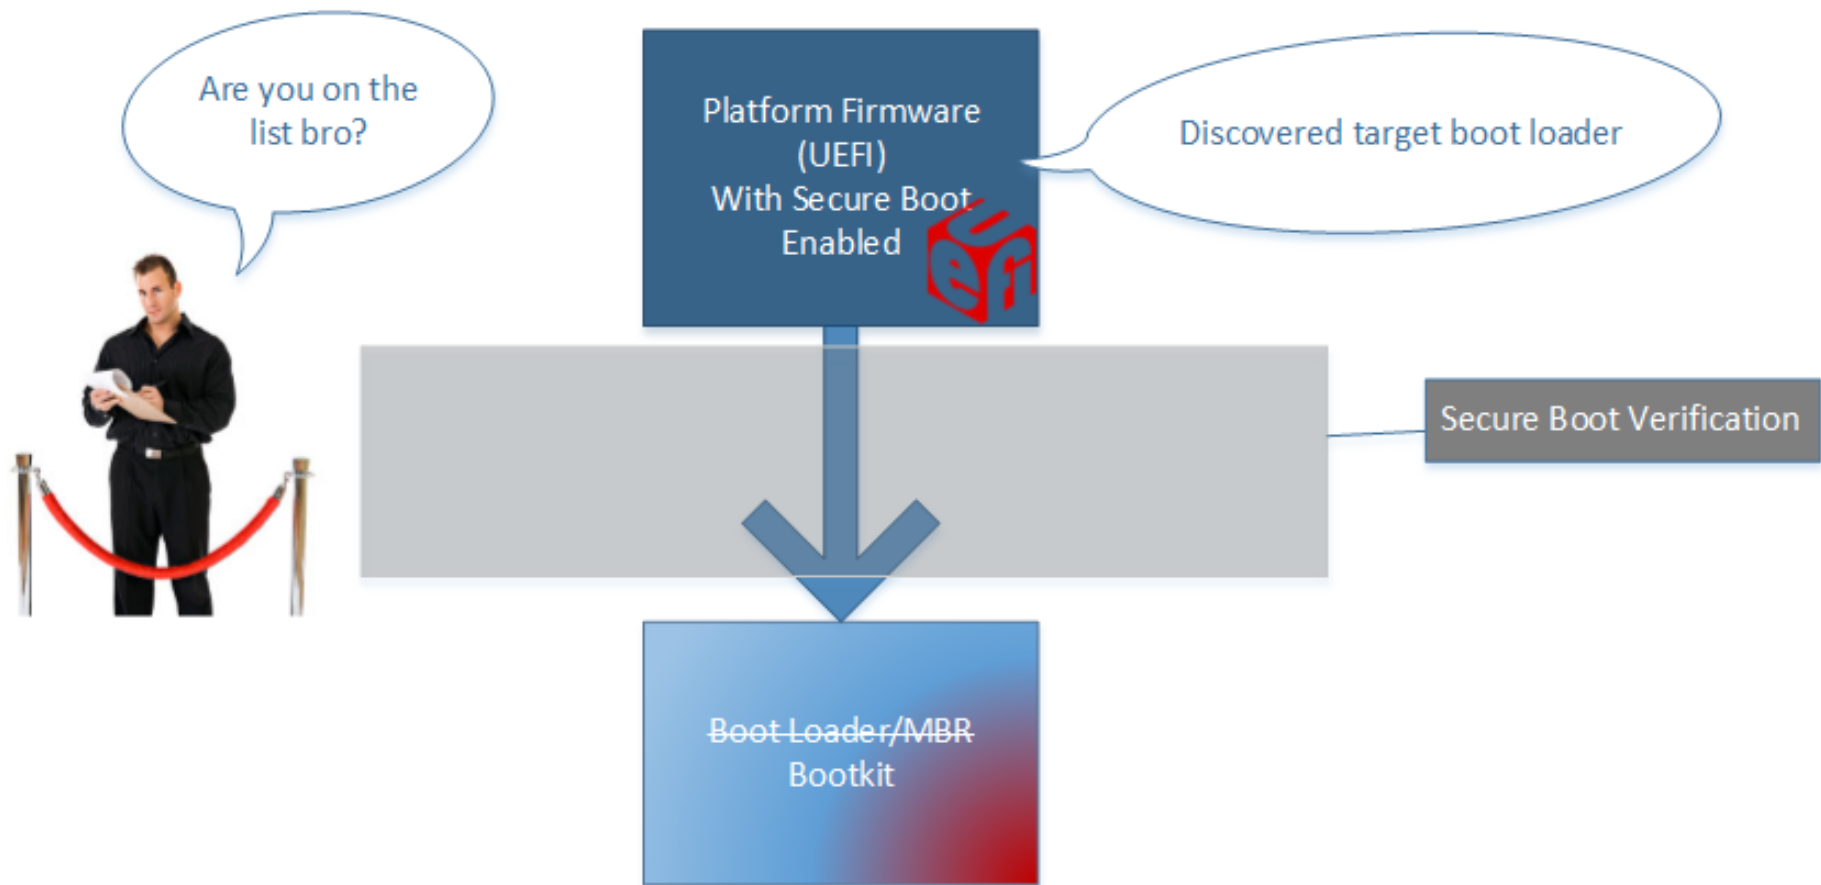 Are you on the
list bro?
Platform Firmware
(UEFI)
With Secure Boot
Enabled
UEFI
Discovered target boot loader
Secure Boot Verification
Boot Loader/MBR
Bootkit